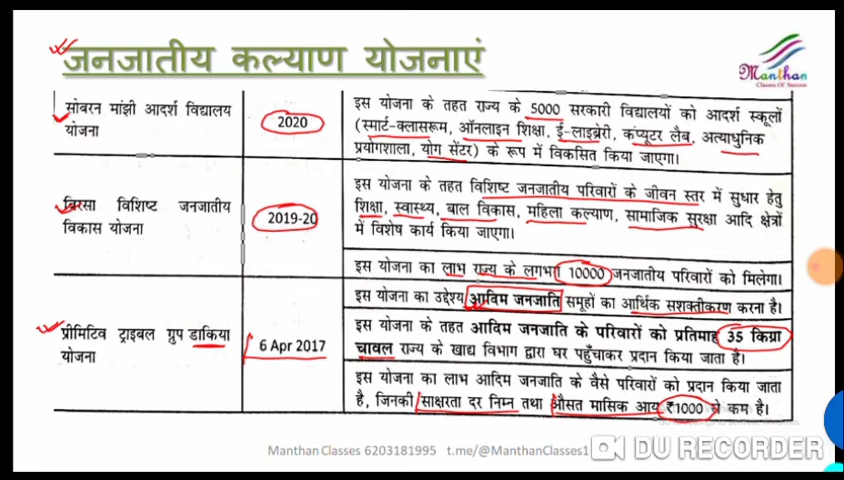 जनजातीय कल्याण योजनाएं
Manthan
Classes Of Success
सोबरन मांझी आदर्श विद्यालय
योजना
2020
इस योजना के तहत राज्य के 5000 सरकारी विद्यालयों को आदर्श स्कूलों
(स्मार्ट-क्लासरूम, ऑनलाइन शिक्षा, ई-लाइब्रेरी, कंप्यूटर लैब, अत्याधुनिक
प्रयोगशाला, योग सेंटर) के रूप में विकसित किया जाएगा।
बिरसा विशिष्ट जनजातीय
विकास योजना
2019-20
इस योजना के तहत विशिष्ट जनजातीय परिवारों के जीवन स्तर में सुधार हेतु
शिक्षा, स्वास्थ्य, बाल विकास, महिला कल्याण, सामाजिक सुरक्षा आदि क्षेत्रों
में विशेष कार्य किया जाएगा।
इस योजना का लाभ राज्य के लगभग 10000 जनजातीय परिवारों को मिलेगा।
प्रीमिटिव ट्राइबल ग्रुप डाकिया
योजना
6 Apr 2017
इस योजना का उद्देश्य आदिम जनजाति समूहों का आर्थिक सशक्तीकरण करना है।
इस योजना के तहत आदिम जनजाति के परिवारों को प्रतिमाह 35 किग्रा
चावल राज्य के खाद्य विभाग द्वारा घर पहुँचाकर प्रदान किया जाता है।
इस योजना का लाभ आदिम जनजाति के वैसे परिवारों को प्रदान किया जाता
है, जिनकी साक्षरता दर निम्न तथा औसत मासिक आय ₹1000 से कम है।
Manthan Classes 6203181995 t.me/@ManthanClasses1
DU RECORDER